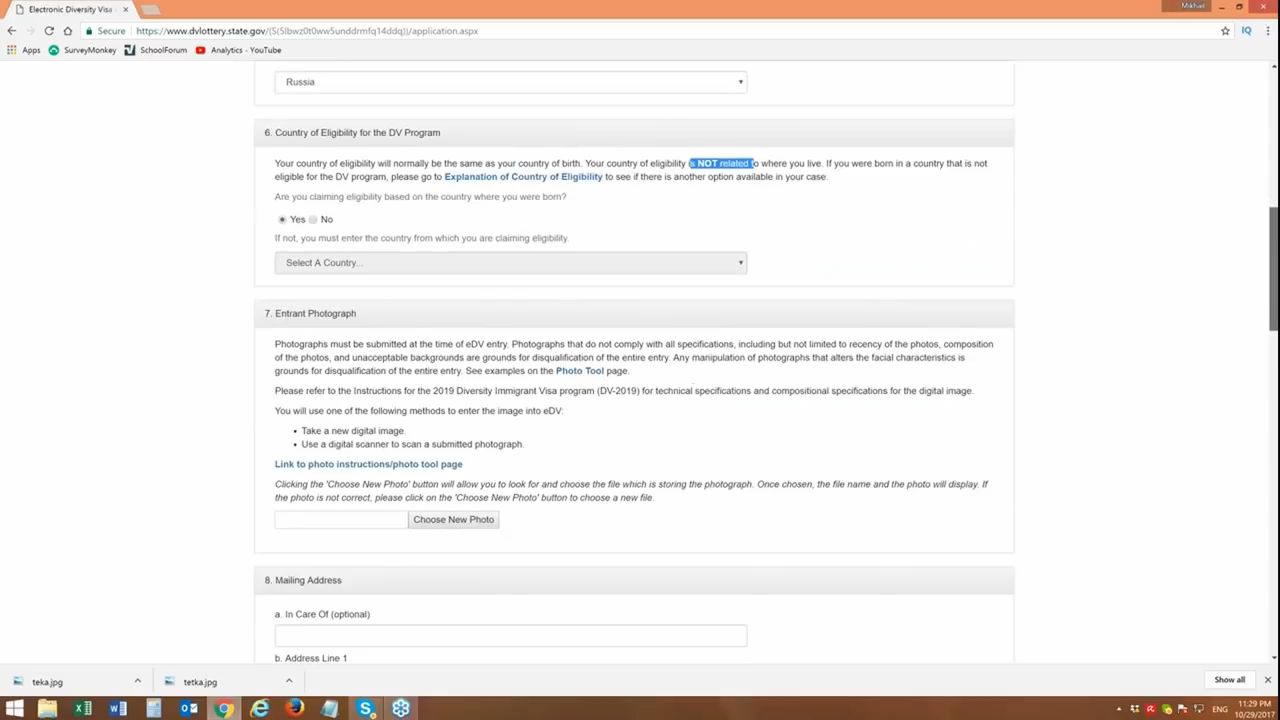 Electronic Diversity Visa
Mikhail
Secure
https://www.dvlottery.state.gov/(S(5lbwz0t0ww5unddrmfq14ddq))/application.aspx
Apps SurveyMonkey SchoolForum Analytics - YouTube
Russia
6. Country of Eligibility for the DV Program
Your country of eligibility will normally be the same as your country of birth. Your country of eligibility is NOT related to where you live. If you were born in a country that is not
eligible for the DV program, please go to Explanation of Country of Eligibility to see if there is another option available in your case.
Are you claiming eligibility based on the country where you were born?
Yes No
If not, you must enter the country from which you are claiming eligibility.
Select A Country...
7. Entrant Photograph
Photographs must be submitted at the time of eDV entry. Photographs that do not comply with all specifications, including but not limited to recency of the photos, composition
of the photos, and unacceptable backgrounds are grounds for disqualification of the entire entry. Any manipulation of photographs that alters the facial characteristics is
grounds for disqualification of the entire entry. See examples on the Photo Tool page.
Please refer to the Instructions for the 2019 Diversity Immigrant Visa program (DV-2019) for technical specifications and compositional specifications for the digital image.
You will use one of the following methods to enter the image into eDV:
• Take a new digital image.
• Use a digital scanner to scan a submitted photograph.
Link to photo instructions/photo tool page
Clicking the 'Choose New Photo' button will allow you to look for and choose the file which is storing the photograph. Once chosen, the file name and the photo will display. If
the photo is not correct, please click on the 'Choose New Photo' button to choose a new file.
Choose New Photo
8. Mailing Address
a. In Care Of (optional)
b. Address Line 1
teka.jpg tetka.jpg Show all
ENG
11:29 PM
10/29/2017